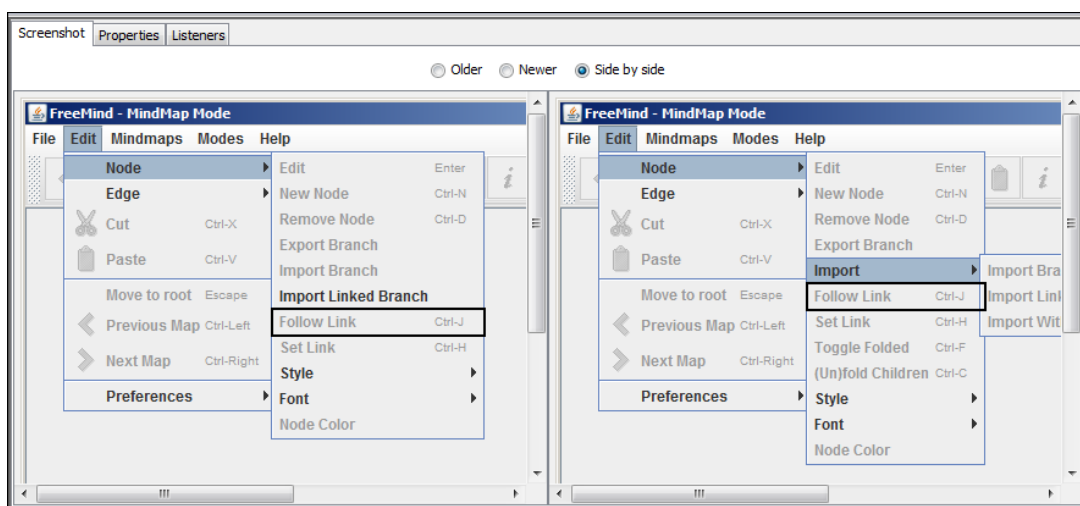 Screenshot Properties Listeners
Older Newer Side by side
FreeMind - MindMap Mode
File Edit Mindmaps Modes Help
Node
Edge
Cut Ctrl-X
Paste Ctrl-V
Move to root Escape
Previous Map Ctrl-Left
Next Map Ctrl-Right
Preferences
Edit Enter
New Node Ctrl-N
Remove Node Ctrl-D
Export Branch
Import Branch
Import Linked Branch
Follow Link Ctrl-J
Set Link Ctrl-H
Style
Font
Node Color
FreeMind - MindMap Mode
File Edit Mindmaps Modes Help
Node
Edge
Cut Ctrl-X
Paste Ctrl-V
Move to root Escape
Previous Map Ctrl-Left
Next Map Ctrl-Right
Preferences
Edit Enter
New Node Ctrl-N
Remove Node Ctrl-D
Export Branch
Import
Follow Link Ctrl-J
Set Link Ctrl-H
Toggle Folded Ctrl-F
(Un)fold Children Ctrl-C
Style
Font
Node Color
Import Bra
Import Link
Import Wit